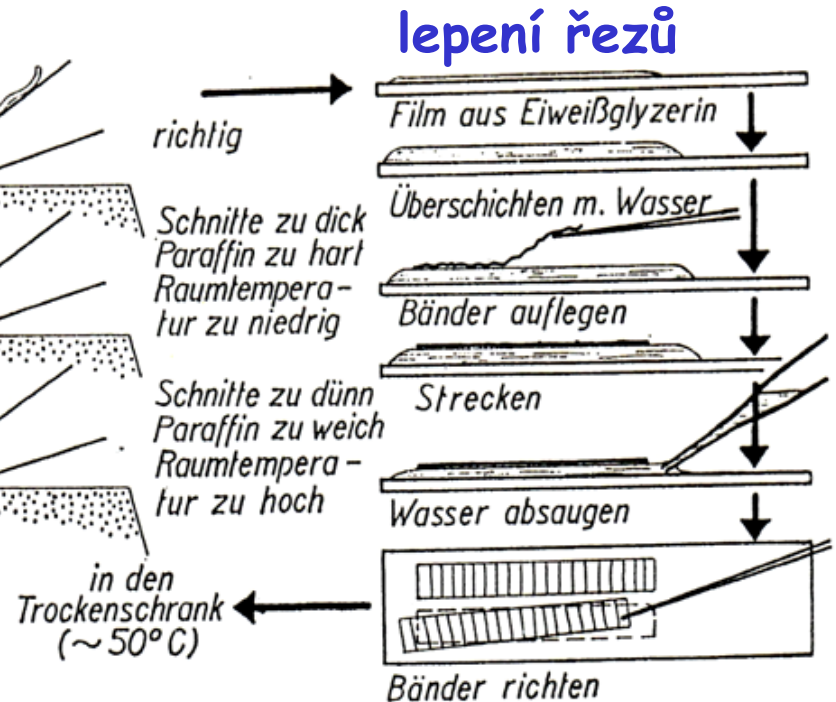 lepení řezů
richtig
Schnitte zu dick
Paraffin zu hart
Raumtempera-
tur zu niedrig
Schnitte zu dünn
Paraffin zu weich
Raumtempera-
tur zu hoch
in den
Trockenschrank
(~50°C)
Film aus Eiweißglyzerin
Überschichten m. Wasser
Bänder auflegen
Strecken
Wasser absaugen
Bänder richten